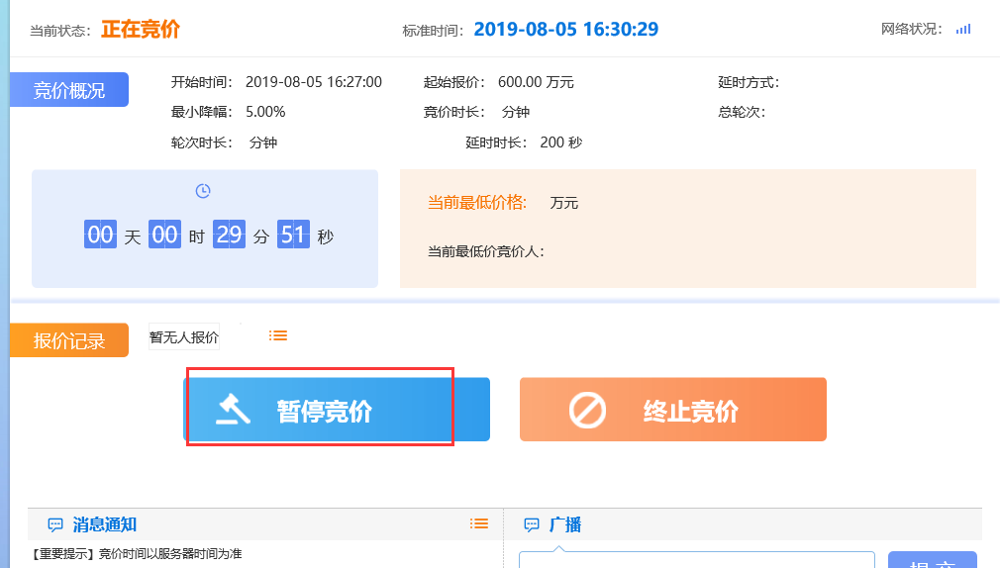 当前状态： 正在竞价 标准时间： 2019-08-05 16:30:29 网络状况：
竞价概况
开始时间： 2019-08-05 16:27:00 起始报价： 600.00 万元 延时方式：
最小降幅： 5.00% 竞价时长： 分钟 总轮次：
轮次时长： 分钟 延时时长： 200 秒
00 天 00 时 29 分 51 秒
当前最低价格: 万元
当前最低价竞价人：
报价记录 暂无人报价
暂停竞价 终止竞价
消息通知 广播
【重要提示】竞价时间以服务器时间为准
提 交